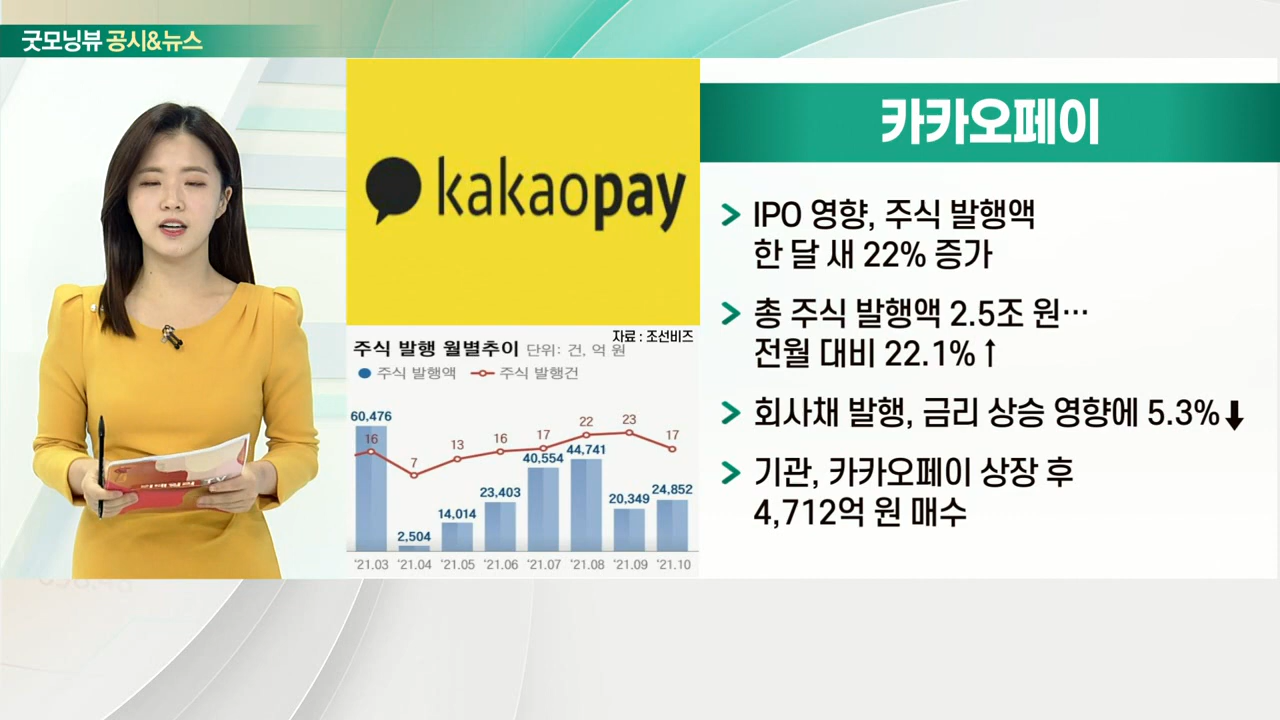 굿모닝뷰 공시&뉴스
kakaopay
자료 : 조선비즈
주식 발행 월별추이 단위: 건, 억 원
주식 발행액 주식 발행건
60,476 2,504 14,014 23,403 40,554 44,741 20,349 24,852
16 7 13 16 17 22 23 17
'21.03 '21.04 '21.05 '21.06 '21.07 '21.08 '21.09 '21.10
카카오페이
IPO 영향, 주식 발행액
한 달 새 22% 증가
총 주식 발행액 2.5조 원…
전월 대비 22.1%↑
회사채 발행, 금리 상승 영향에 5.3%⬇
기관, 카카오페이 상장 후
4,712억 원 매수